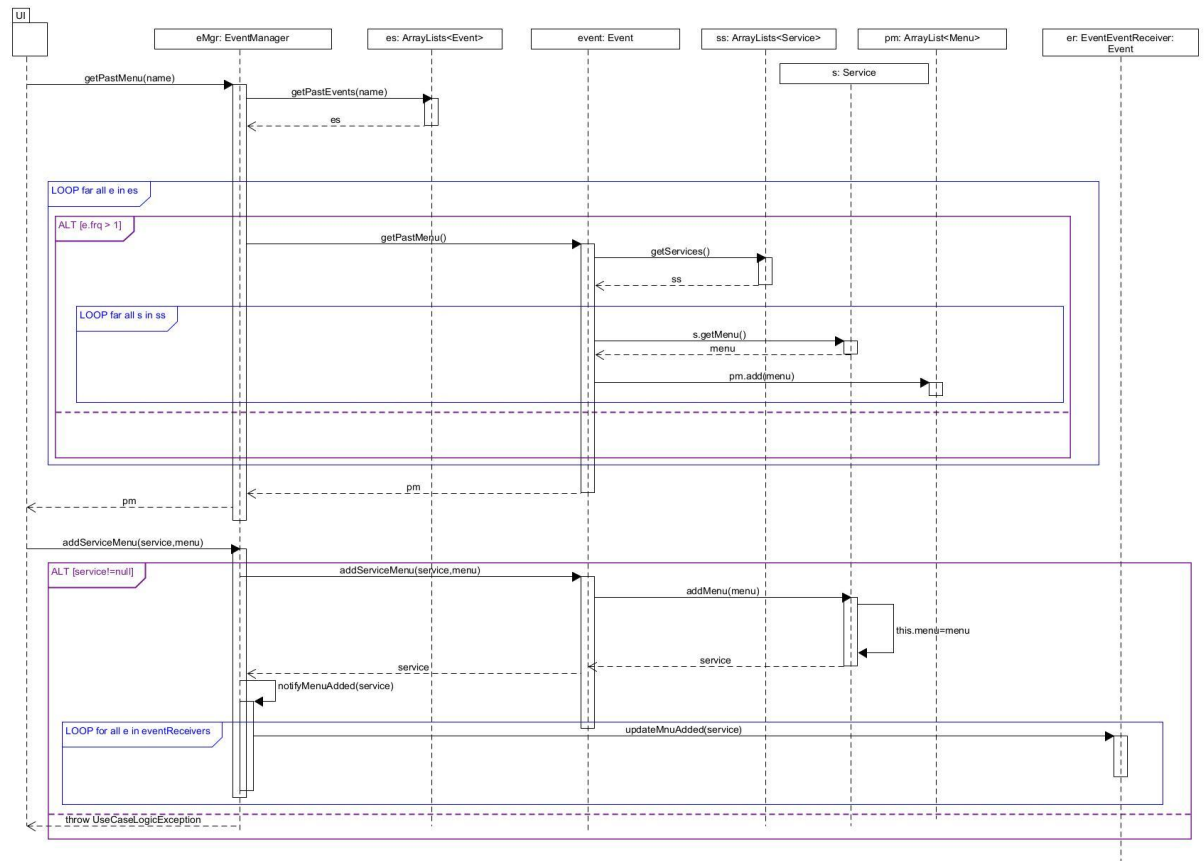 UI
eMgr: EventManager
es: ArrayLists<Event>
event: Event
ss: ArrayLists<Service>
pm: ArrayList<Menu>
er: EventEventReceiver:
Event
s: Service
getPastMenu(name)
getPastEvents(name)
es
LOOP far all e in es
ALT [e.frq > 1]
getPastMenu()
getServices()
ss
LOOP far all s in ss
s.getMenu()
menu
pm.add(menu)
pm
pm
addServiceMenu(service,menu)
ALT [service!=null]
addServiceMenu(service,menu)
addMenu(menu)
this.menu=menu
service
service
notifyMenuAdded(service)
LOOP for all e in eventReceivers
updateMnuAdded(service)
throw UseCaseLogicException